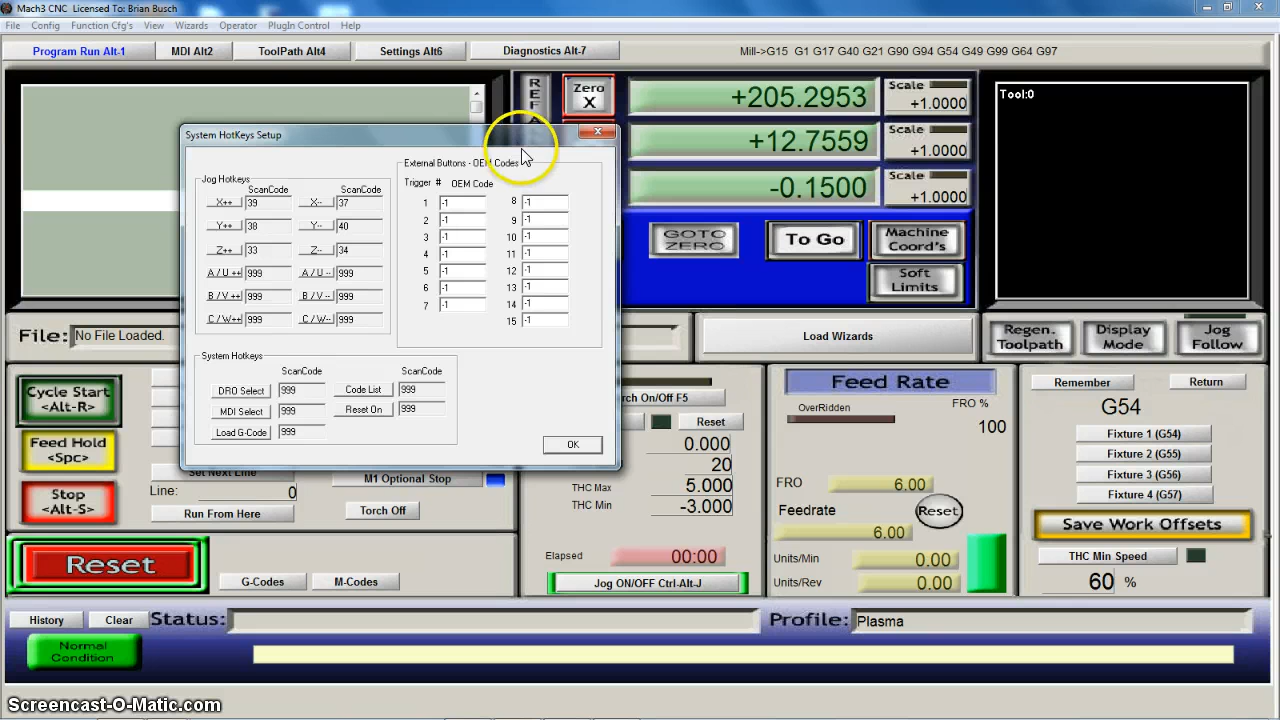 Mach3 CNC Licensed To: Brian Busch
File Config Function Cfg's View Wizards Operator PlugIn Control Help
Program Run Alt-1 MDI Alt2 ToolPath Alt4 Settings Alt6 Diagnostics Alt-7 Mill->G15 G1 G17 G40 G21 G90 G94 G54 G49 G99 G64 G97
REF A
Zero X
+205.2953
Scale +1.0000
+12.7559
Scale +1.0000
-0.1500
Scale +1.0000
Tool:0
GOTO ZERO
To Go
Machine Coord's
Soft Limits
System HotKeys Setup
Jog Hotkeys
ScanCode ScanCode
X++ 39 X-- 37
Y++ 38 Y-- 40
Z++ 33 Z-- 34
A / U ++ 999 A / U -- 999
B / V ++ 999 B / V -- 999
C / W++ 999 C / W-- 999
External Buttons - OEM Codes
Trigger # OEM Code
1 -1 8 -1
2 -1 9 -1
3 -1 10 -1
4 -1 11 -1
5 -1 12 -1
6 -1 13 -1
7 -1 14 -1
15 -1
System Hotkeys
ScanCode ScanCode
DRO Select 999 Code List 999
MDI Select 999 Reset On 999
Load G-Code 999
OK
File: No File Loaded.
Load Wizards
Regen. Toolpath
Display Mode
Jog Follow
Cycle Start <Alt-R>
Feed Hold <Spc>
Stop <Alt-S>
Set Next Line
M1 Optional Stop
Line: 0
Run From Here
Torch Off
Reset
G-Codes
M-Codes
rch On/Off F5
Reset
0.000
20
THC Max 5.000
THC Min -3.000
Elapsed 00:00
Jog ON/OFF Ctrl-Alt-J
Feed Rate
OverRidden
FRO %
100
FRO 6.00
Feedrate
Reset
6.00
Units/Min 0.00
Units/Rev 0.00
Remember Return
G54
Fixture 1 (G54)
Fixture 2 (G55)
Fixture 3 (G56)
Fixture 4 (G57)
Save Work Offsets
THC Min Speed
60 %
History Clear Status: Profile: Plasma
Normal Condition
Screencast-O-Matic.com